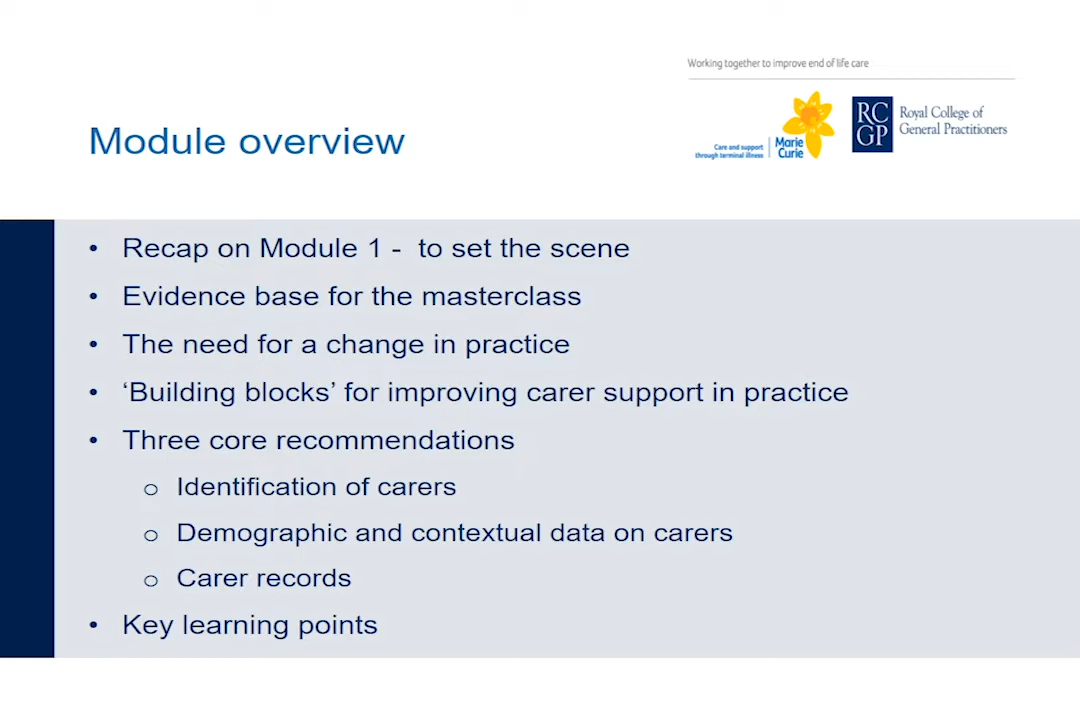 Working together to improve end of life care
Module overview
Care and support
through terminal illness
Marie
Curie
RC
GP
Royal College of
General Practitioners
• Recap on Module 1 -  to set the scene
• Evidence base for the masterclass
• The need for a change in practice
• ‘Building blocks’ for improving carer support in practice
• Three core recommendations
o Identification of carers
o Demographic and contextual data on carers
o Carer records
• Key learning points